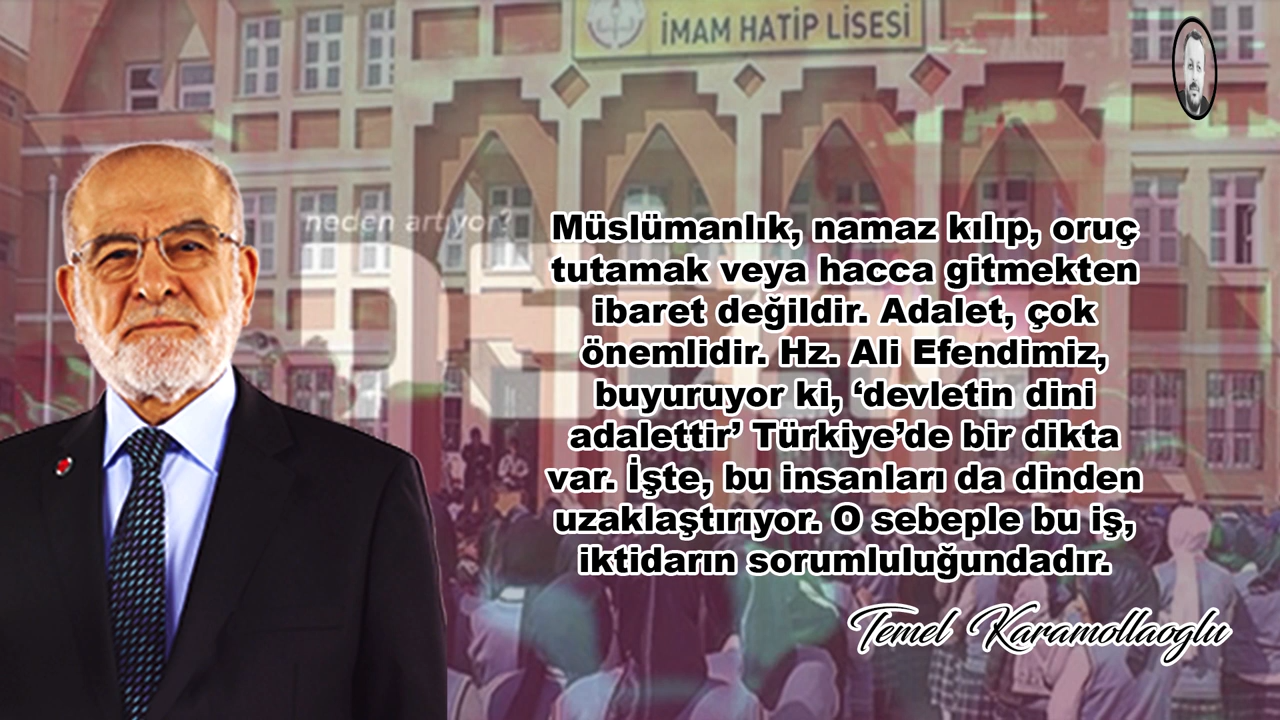 İMAM HATİP LİSESİ
neden artıyor?
Müslümanlık, namaz kılıp, oruç
tutamak veya hacca gitmekten
ibaret değildir. Adalet, çok
önemlidir. Hz. Ali Efendimiz,
buyuruyor ki, ‘devletin dini
adalettir’ Türkiye’de bir dikta
var. İşte, bu insanları da dinden
uzaklaştırıyor. O sebeple bu iş,
iktidarın sorumluluğundadır.
Temel Karamollaoglu